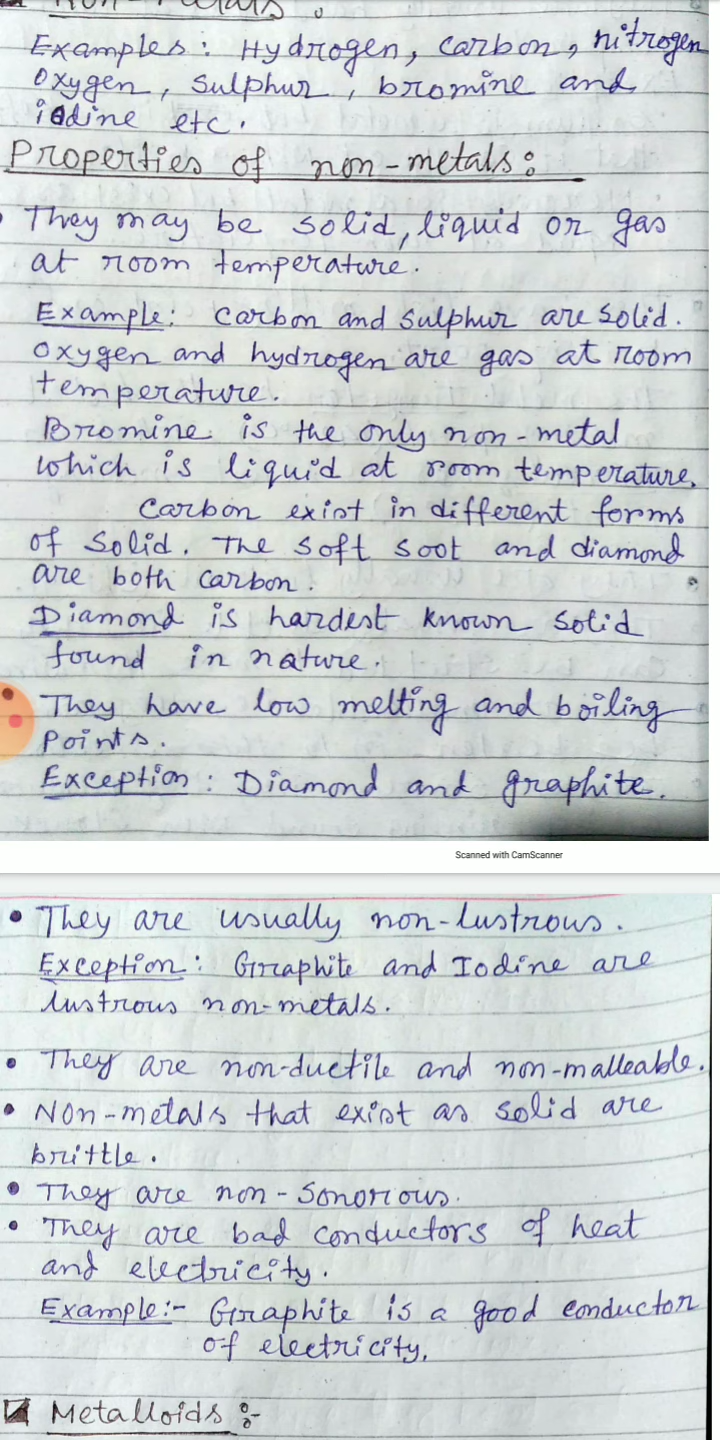 Non-metals :
Examples : Hydrogen, carbon, nitrogen
oxygen, sulphur, bromine and
iodine etc.
Properties of non-metals :
They may be solid, liquid or gas
at room temperature.
Example: Carbon and sulphur are solid.
Oxygen and hydrogen are gas at room
temperature.
Bromine is the only non-metal
which is liquid at room temperature.
Carbon exist in different forms
of solid. The soft soot and diamond
are both carbon.
Diamond is hardest known solid
found in nature.
They have low melting and boiling
points.
Exception : Diamond and graphite.
Scanned with CamScanner
• They are usually non-lustrous.
Exception : Graphite and Iodine are
lustrous non-metals.
• They are non-ductile and non-malleable.
• Non-metals that exist as solid are
brittle.
• They are non-sonorious.
• They are bad conductors of heat
and electricity.
Example:- Graphite is a good conductor
of electricity.
Metalloids :-